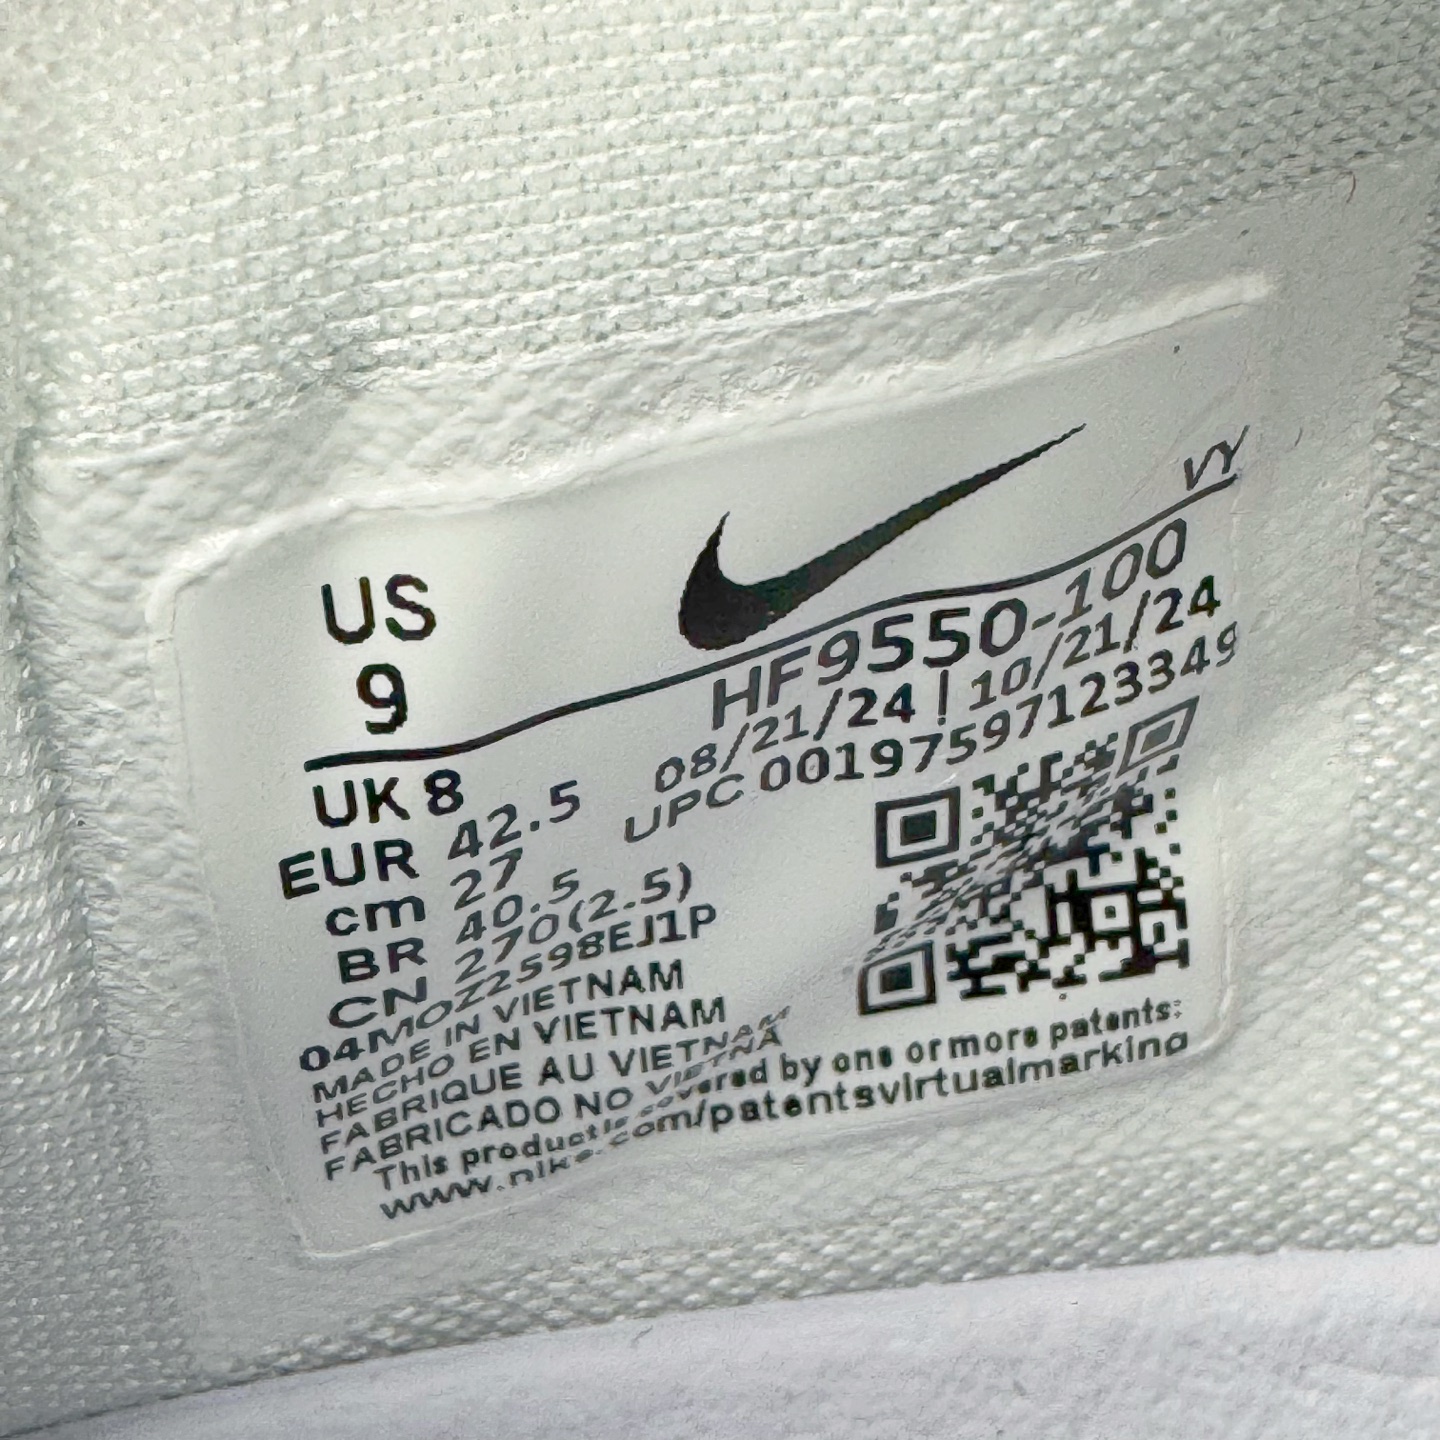 VY
US
9
HF9550-100
08/21/24 | 10/21/24
UPC 00197597123349
UK 8
EUR 42.5
cm 27
BR 40.5
CN 270(2.5)
04MOZ2598EJ1P
MADE IN VIETNAM
HECHO EN VIETNAM
FABRIQUE AU VIETNAM
FABRICADO NO VIETNA
This product is covered by one or more patents:
www.nike.com/patentsvirtualmarking